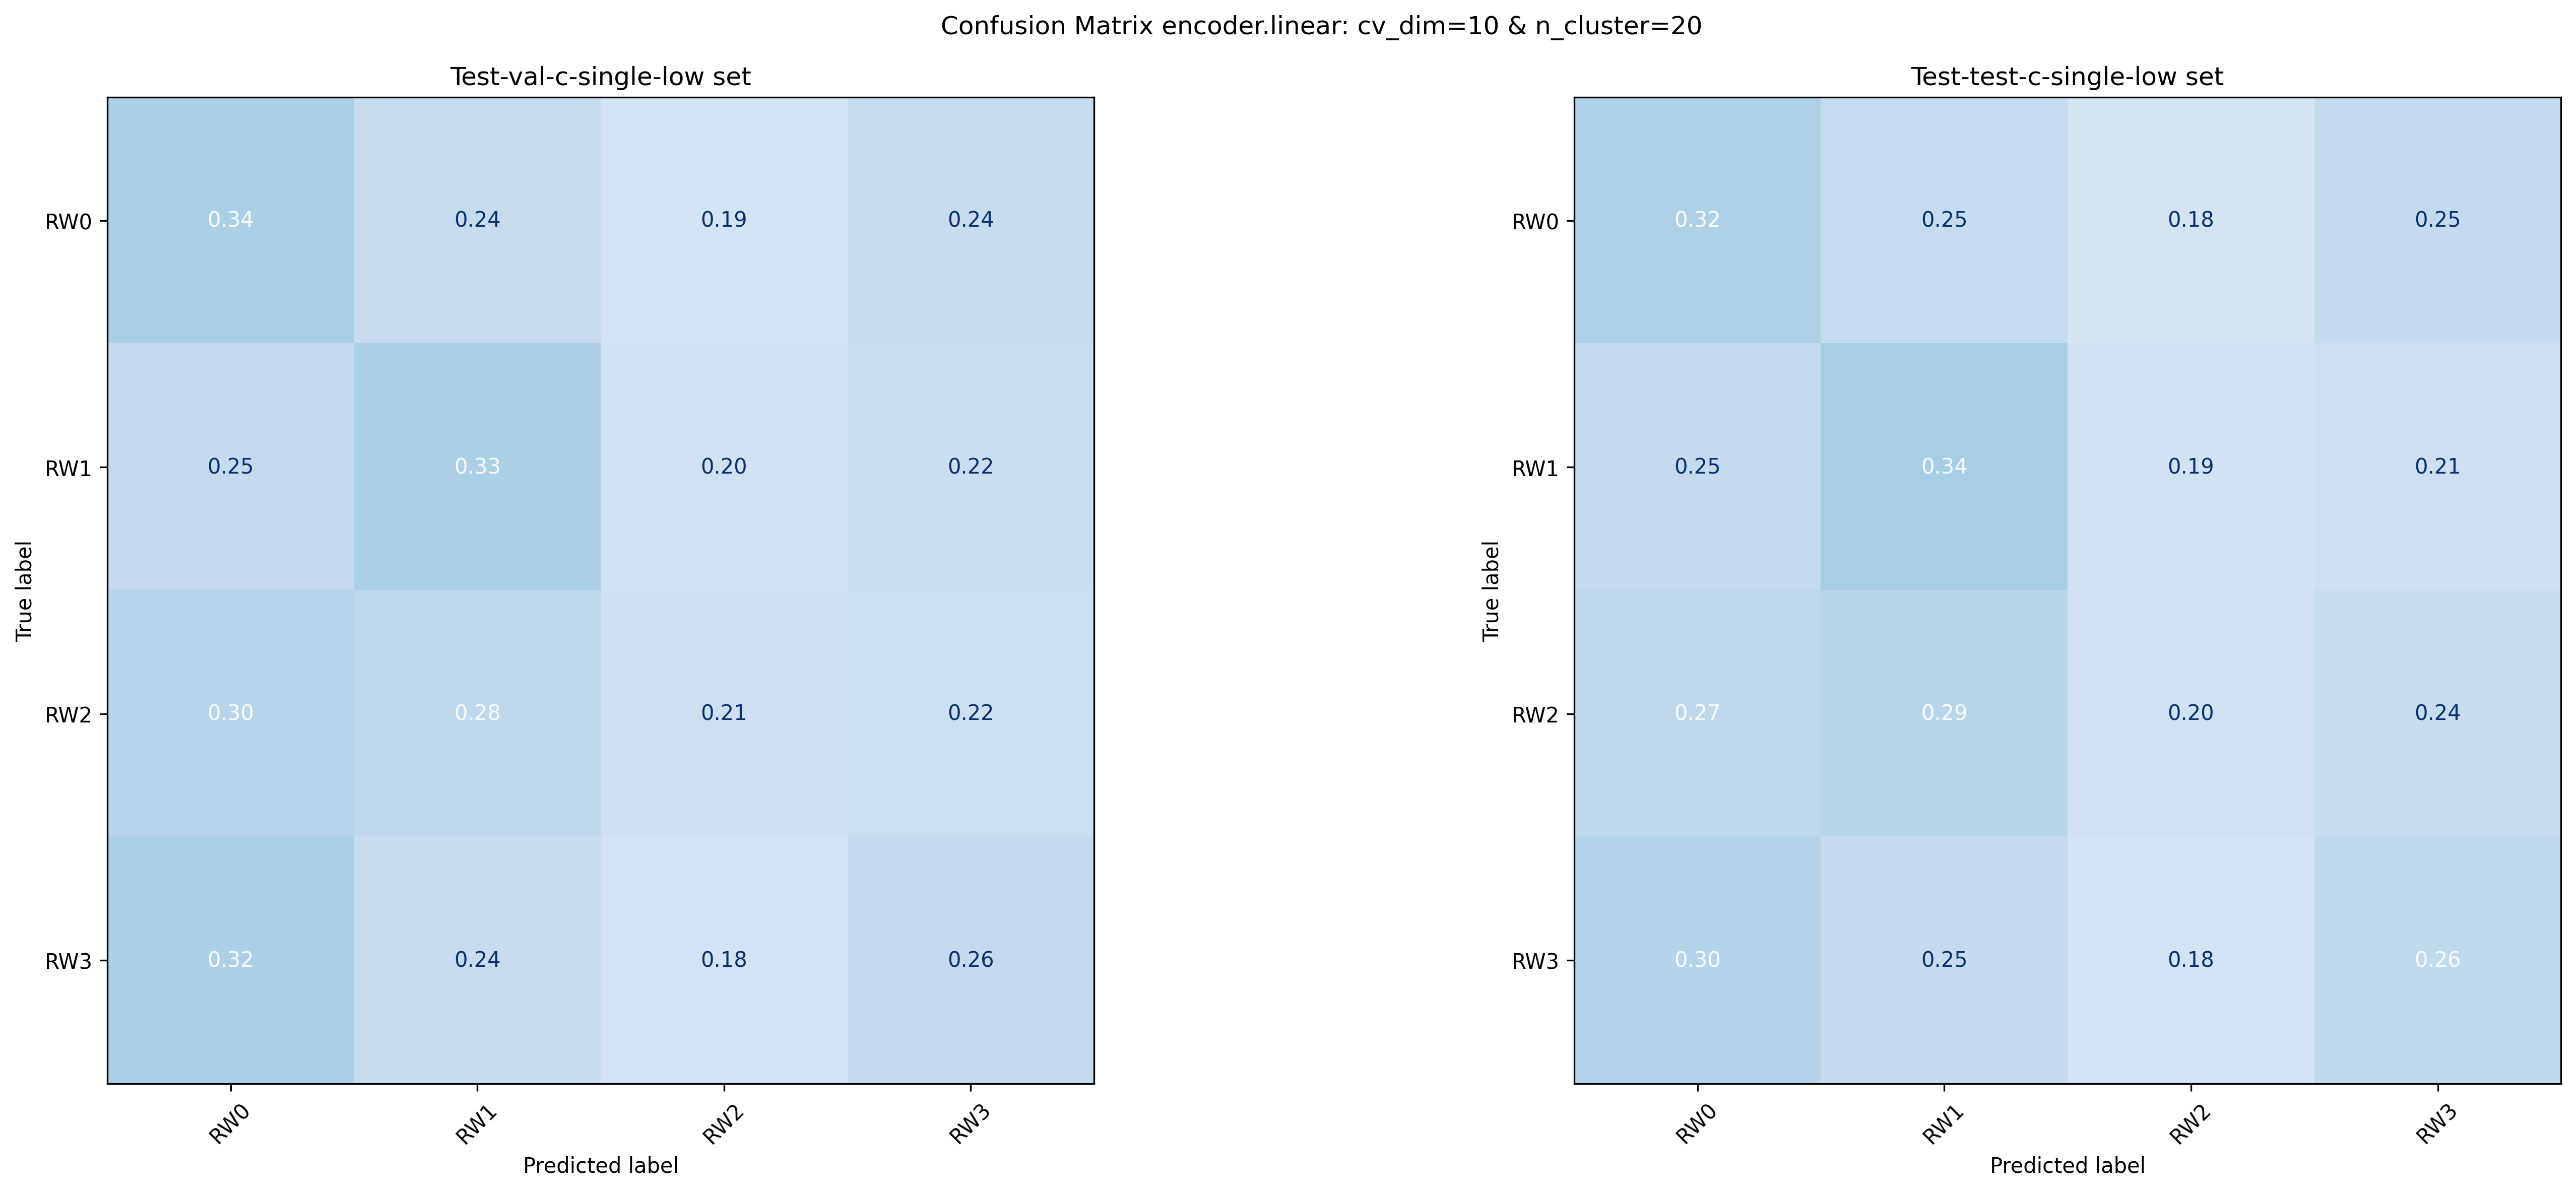 Confusion Matrix encoder.linear: cv_dim=10 & n_cluster=20
Test-val-c-single-low set
True label
RW0
0.34 0.24 0.19 0.24
RW1
0.25 0.33 0.20 0.22
RW2
0.30 0.28 0.21 0.22
RW3
0.32 0.24 0.18 0.26
RW0 RW1 RW2 RW3
Predicted label
Test-test-c-single-low set
True label
RW0
0.32 0.25 0.18 0.25
RW1
0.25 0.34 0.19 0.21
RW2
0.27 0.29 0.20 0.24
RW3
0.30 0.25 0.18 0.26
RW0 RW1 RW2 RW3
Predicted label